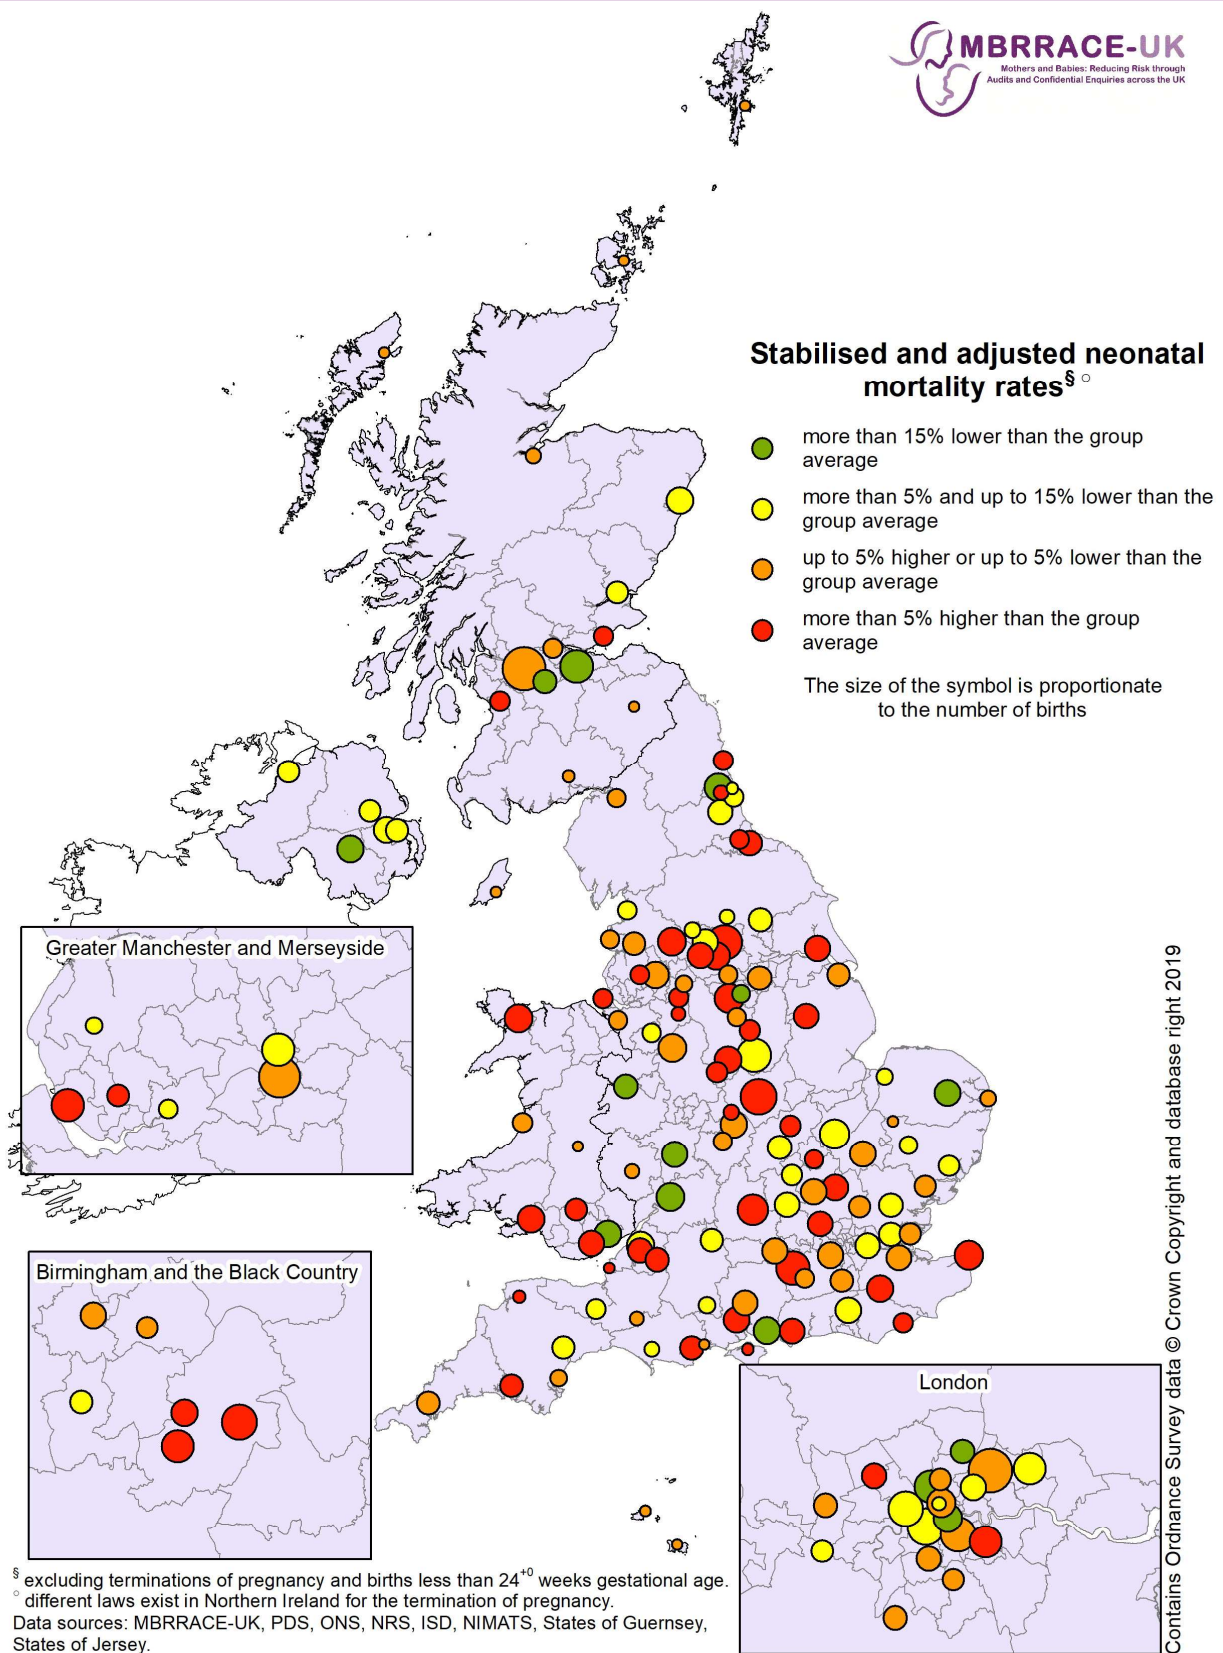 MBRRACE-UK
Mothers and Babies: Reducing Risk through
Audits and Confidential Enquiries across the UK
Stabilised and adjusted neonatal
mortality rates§ ○
more than 15% lower than the group
average
more than 5% and up to 15% lower than the
group average
up to 5% higher or up to 5% lower than the
group average
more than 5% higher than the group
average
The size of the symbol is proportionate
to the number of births
Greater Manchester and Merseyside
Birmingham and the Black Country
London
§ excluding terminations of pregnancy and births less than 24+0 weeks gestational age.
○ different laws exist in Northern Ireland for the termination of pregnancy.
Data sources: MBRRACE-UK, PDS, ONS, NRS, ISD, NIMATS, States of Guernsey,
States of Jersey.
Contains Ordnance Survey data © Crown Copyright and database right 2019